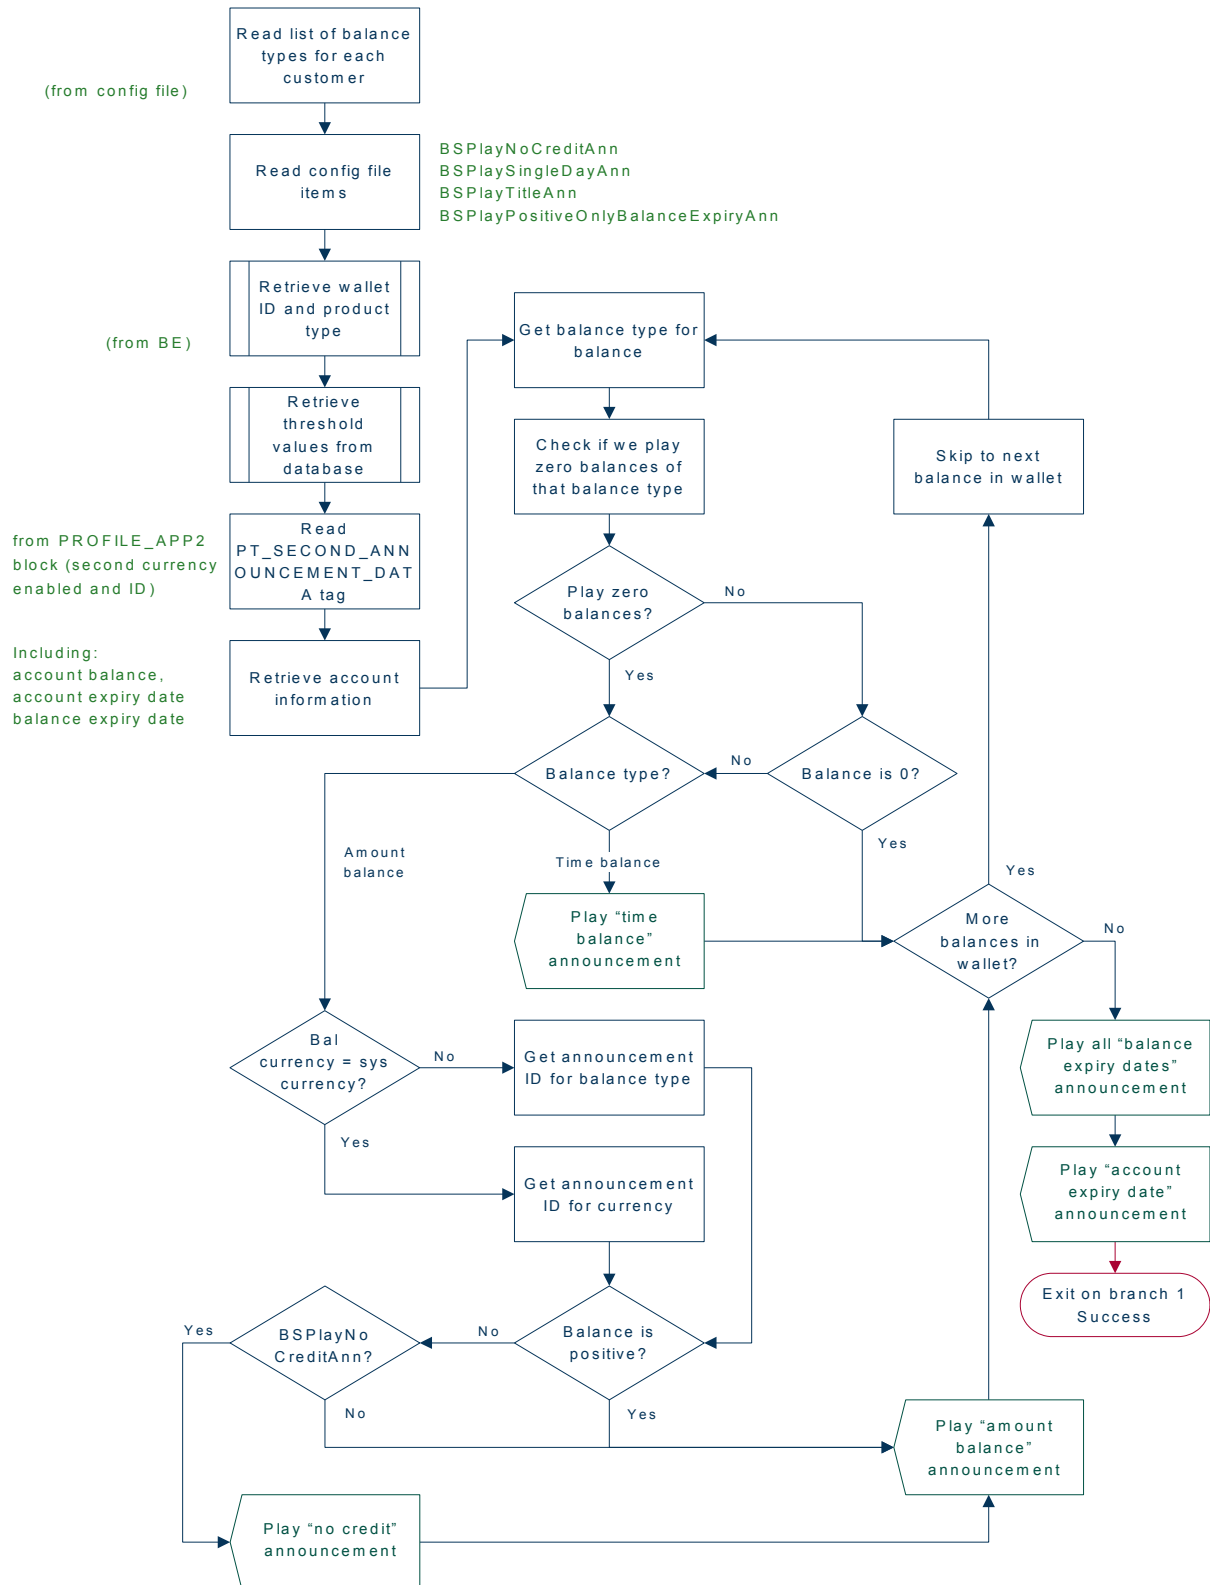 Read list of balance
types for each
customer
(from config file)
Read config file
items
BSPlayNoCreditAnn
BSPlaySingleDayAnn
BSPlayTitleAnn
BSPlayPositiveOnlyBalanceExpiryAnn
Retrieve wallet
ID and product
type
(from BE)
Retrieve
threshold
values from
database
Read
PT_SECOND_ANN
OUNCEMENT_DAT
A tag
from PROFILE_APP2
block (second currency
enabled and ID)
Retrieve account
information
Including:
account balance,
account expiry date
balance expiry date
Get balance type for
balance
Check if we play
zero balances of
that balance type
Skip to next
balance in wallet
Play zero
balances?
No
Yes
Balance type?
No
Balance is 0?
Yes
Amount
balance
Time balance
Play “time
balance”
announcement
Yes
More
balances in
wallet?
No
Bal
currency = sys
currency?
No
Yes
Get announcement
ID for balance type
Get announcement
ID for currency
Play all “balance
expiry dates”
announcement
Play “account
expiry date”
announcement
Exit on branch 1
Success
Balance is
positive?
No
Yes
BSPlayNo
CreditAnn?
Yes
No
Play “amount
balance”
announcement
Play “no credit”
announcement